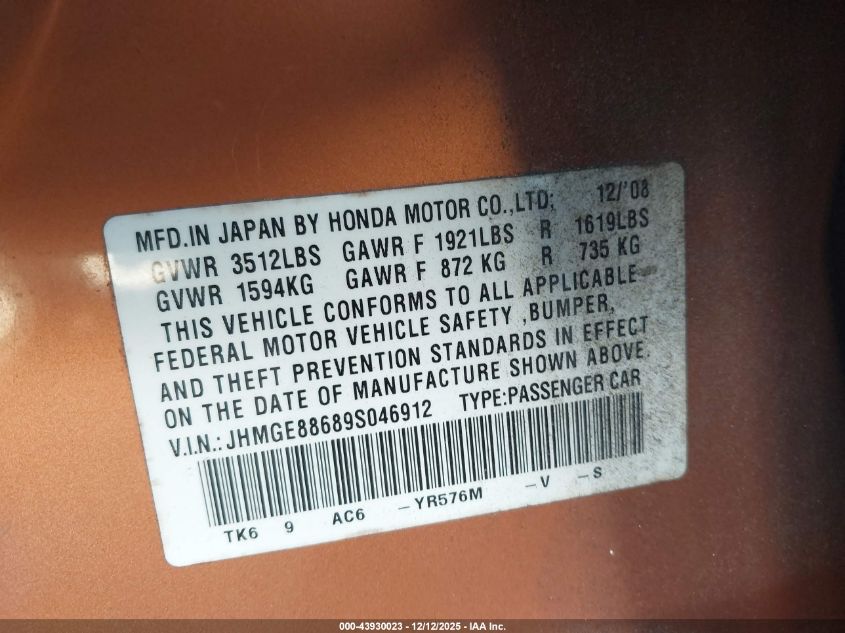 MFD.IN JAPAN BY HONDA MOTOR CO.,LTD; 12/'08
GVWR 3512LBS GAWR F 1921LBS R 1619LBS
GVWR 1594KG GAWR F 872 KG R 735 KG
THIS VEHICLE CONFORMS TO ALL APPLICABLE
FEDERAL MOTOR VEHICLE SAFETY ,BUMPER,
AND THEFT PREVENTION STANDARDS IN EFFECT
ON THE DATE OF MANUFACTURE SHOWN ABOVE.
V.I.N.: JHMGE88689S046912 TYPE:PASSENGER CAR
TK6 9 AC6 -YR576M -V -S
000-43930023 - 12/12/2025 - IAA Inc.